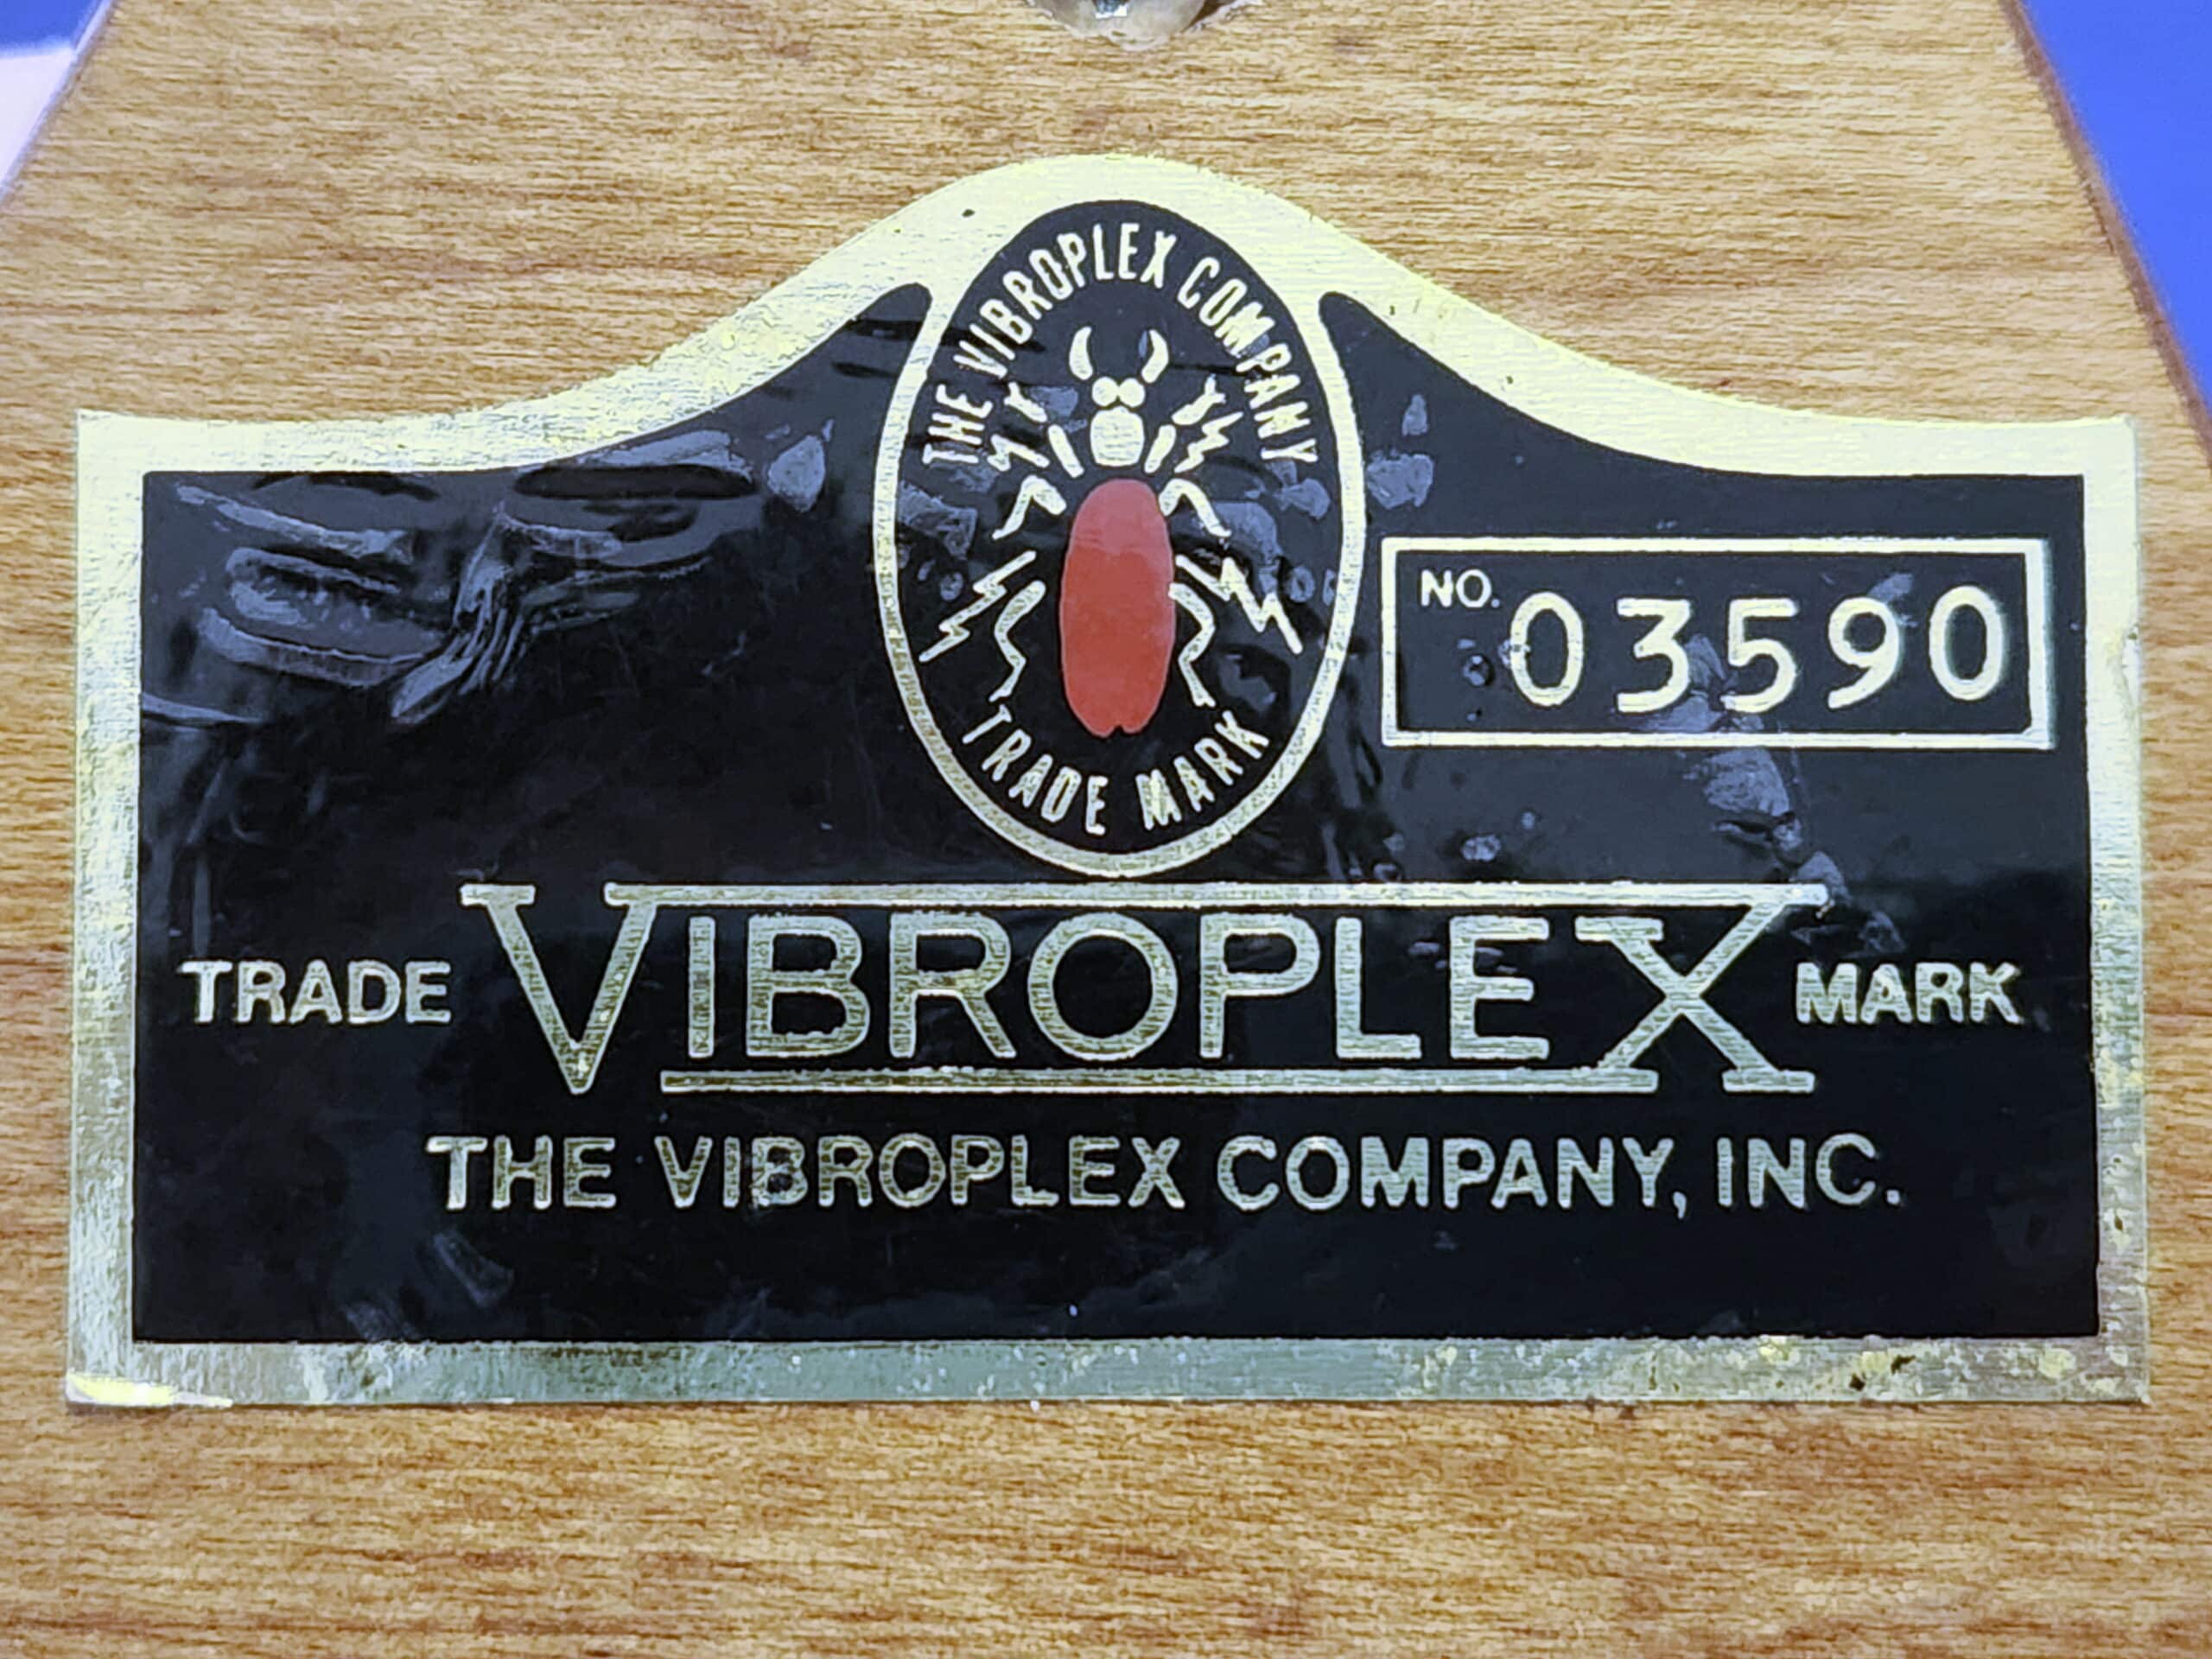 THE VIBROPLEX COMPANY
TRADE MARK
NO. 03590
TRADE VIBROPLEX MARK
THE VIBROPLEX COMPANY, INC.